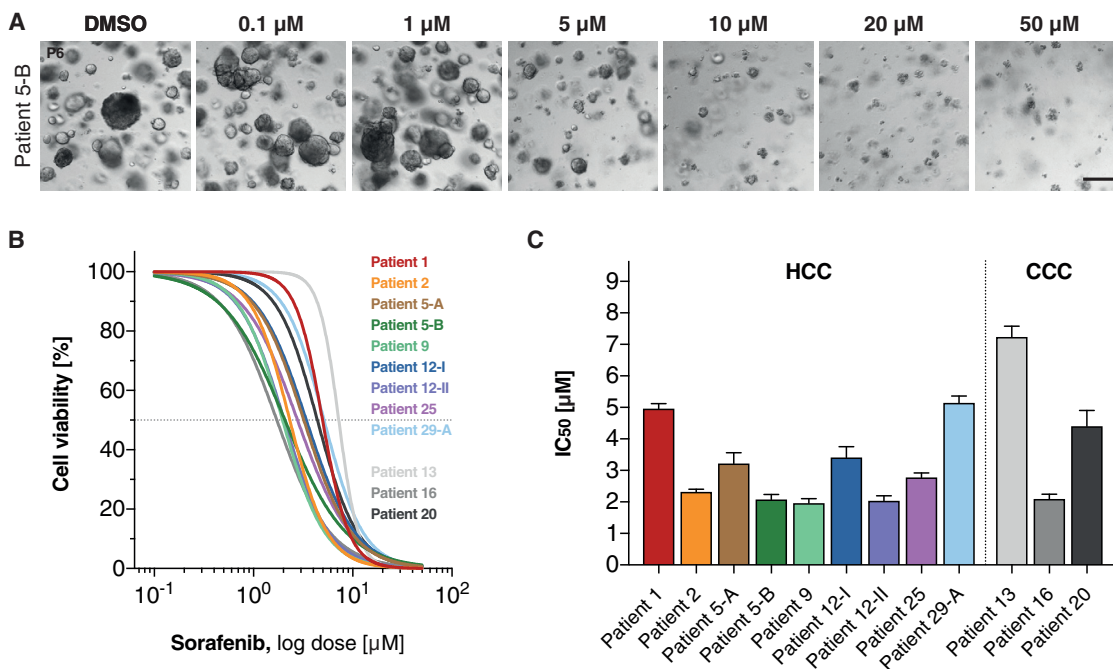 A
DMSO 0.1 µM 1 µM 5 µM 10 µM 20 µM 50 µM
P6
Patient 5-B
B
Cell viability [%]
100
80
60
40
20
0
10-1 100 101 102
Sorafenib, log dose [µM]
Patient 1
Patient 2
Patient 5-A
Patient 5-B
Patient 9
Patient 12-I
Patient 12-II
Patient 25
Patient 29-A
Patient 13
Patient 16
Patient 20
C
HCC CCC
IC50 [µM]
9
8
7
6
5
4
3
2
1
0
Patient 1
Patient 2
Patient 5-A
Patient 5-B
Patient 9
Patient 12-I
Patient 12-II
Patient 25
Patient 29-A
Patient 13
Patient 16
Patient 20